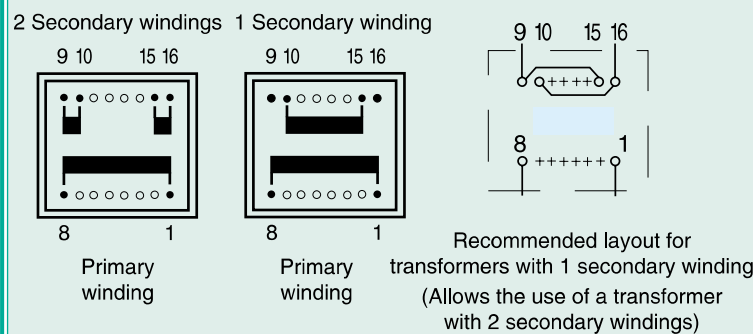 2 Secondary windings
9 10 15 16
8 1
Primary
winding
1 Secondary winding
9 10 15 16
8 1
Primary
winding
9 10 15 16
8 1
Recommended layout for
transformers with 1 secondary winding
(Allows the use of a transformer
with 2 secondary windings)